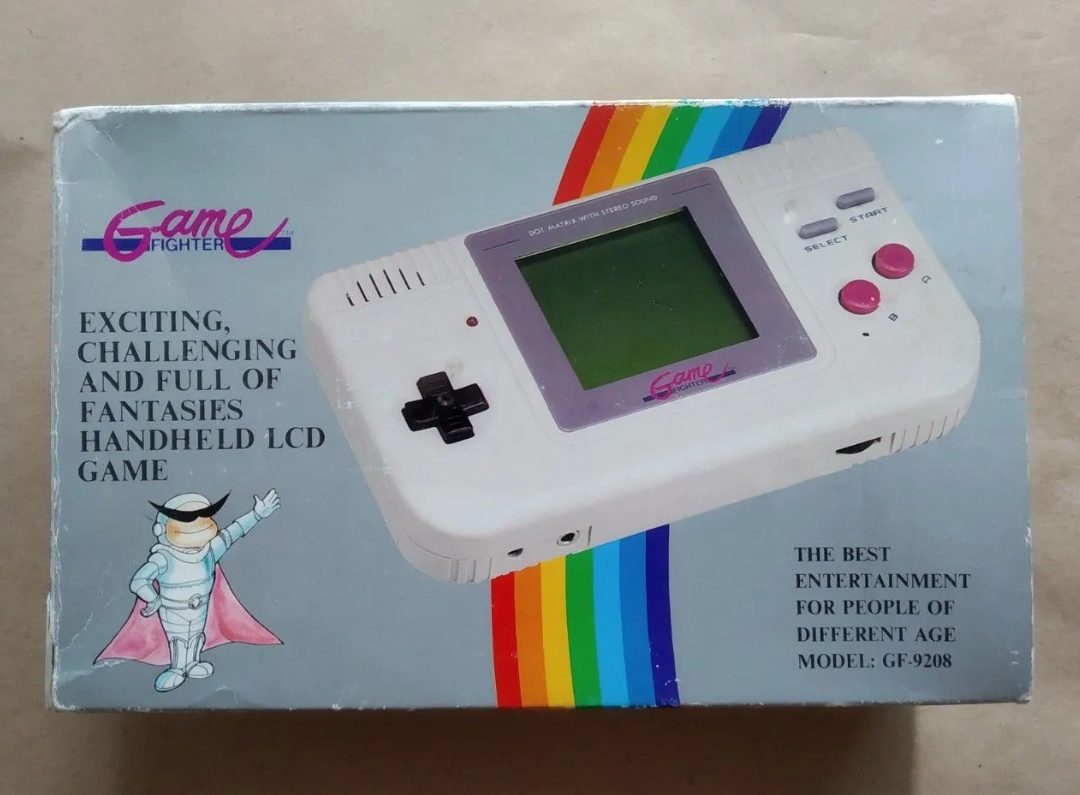 Game™
FIGHTER
EXCITING,
CHALLENGING
AND FULL OF
FANTASIES
HANDHELD LCD
GAME
DOT MATRIX WITH STEREO SOUND
SELECT
START
A
B
Game
FIGHTER
THE BEST
ENTERTAINMENT
FOR PEOPLE OF
DIFFERENT AGE
MODEL: GF-9208